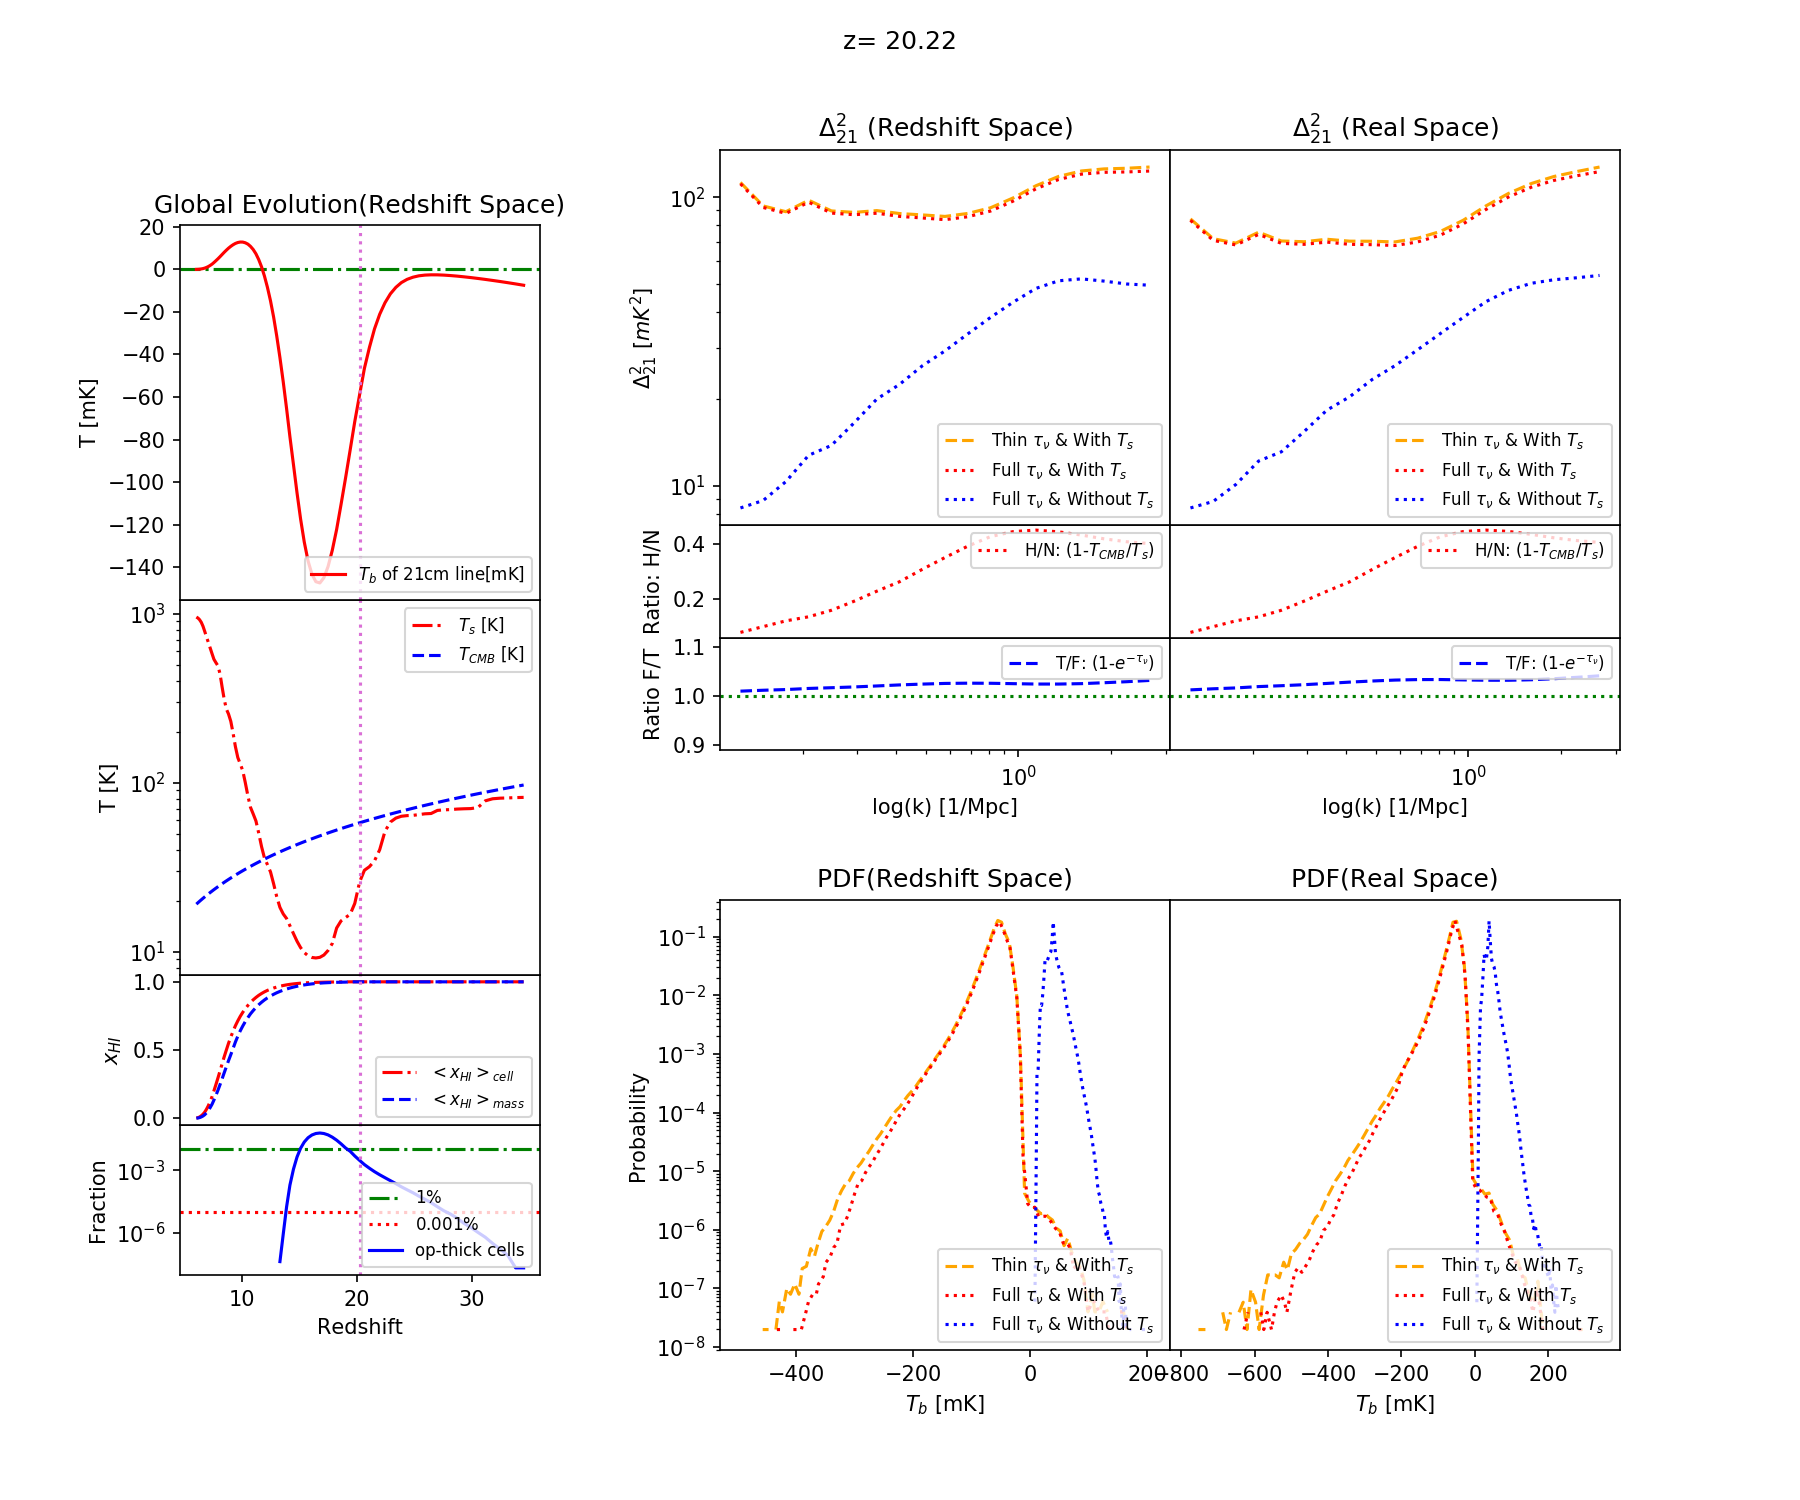 z= 20.22
Global Evolution(Redshift Space)
20
0
−20
−40
−60
−80
−100
−120
−140
T [mK]
T_b of 21cm line[mK]
10^3
10^2
10^1
T [K]
T_s [K]
T_CMB [K]
1.0
0.5
0.0
x_HI
< x_HI >_cell
< x_HI >_mass
10^−3
10^−6
Fraction
1%
0.001%
op-thick cells
10 20 30
Redshift
Δ²₂₁ (Redshift Space)
Δ²₂₁ (Real Space)
10^2
10^1
Δ²₂₁ [mK²]
Thin τ_ν & With T_s
Full τ_ν & With T_s
Full τ_ν & Without T_s
Thin τ_ν & With T_s
Full τ_ν & With T_s
Full τ_ν & Without T_s
0.4
0.2
Ratio: H/N
H/N: (1-T_CMB/T_s)
H/N: (1-T_CMB/T_s)
1.1
1.0
0.9
Ratio F/T
T/F: (1-e^−τ_ν)
T/F: (1-e^−τ_ν)
10^0
10^0
log(k) [1/Mpc]
log(k) [1/Mpc]
PDF(Redshift Space)
PDF(Real Space)
10^−1
10^−2
10^−3
10^−4
10^−5
10^−6
10^−7
10^−8
Probability
Thin τ_ν & With T_s
Full τ_ν & With T_s
Full τ_ν & Without T_s
Thin τ_ν & With T_s
Full τ_ν & With T_s
Full τ_ν & Without T_s
−400 −200 0 200
−800 −600 −400 −200 0 200
T_b [mK]
T_b [mK]